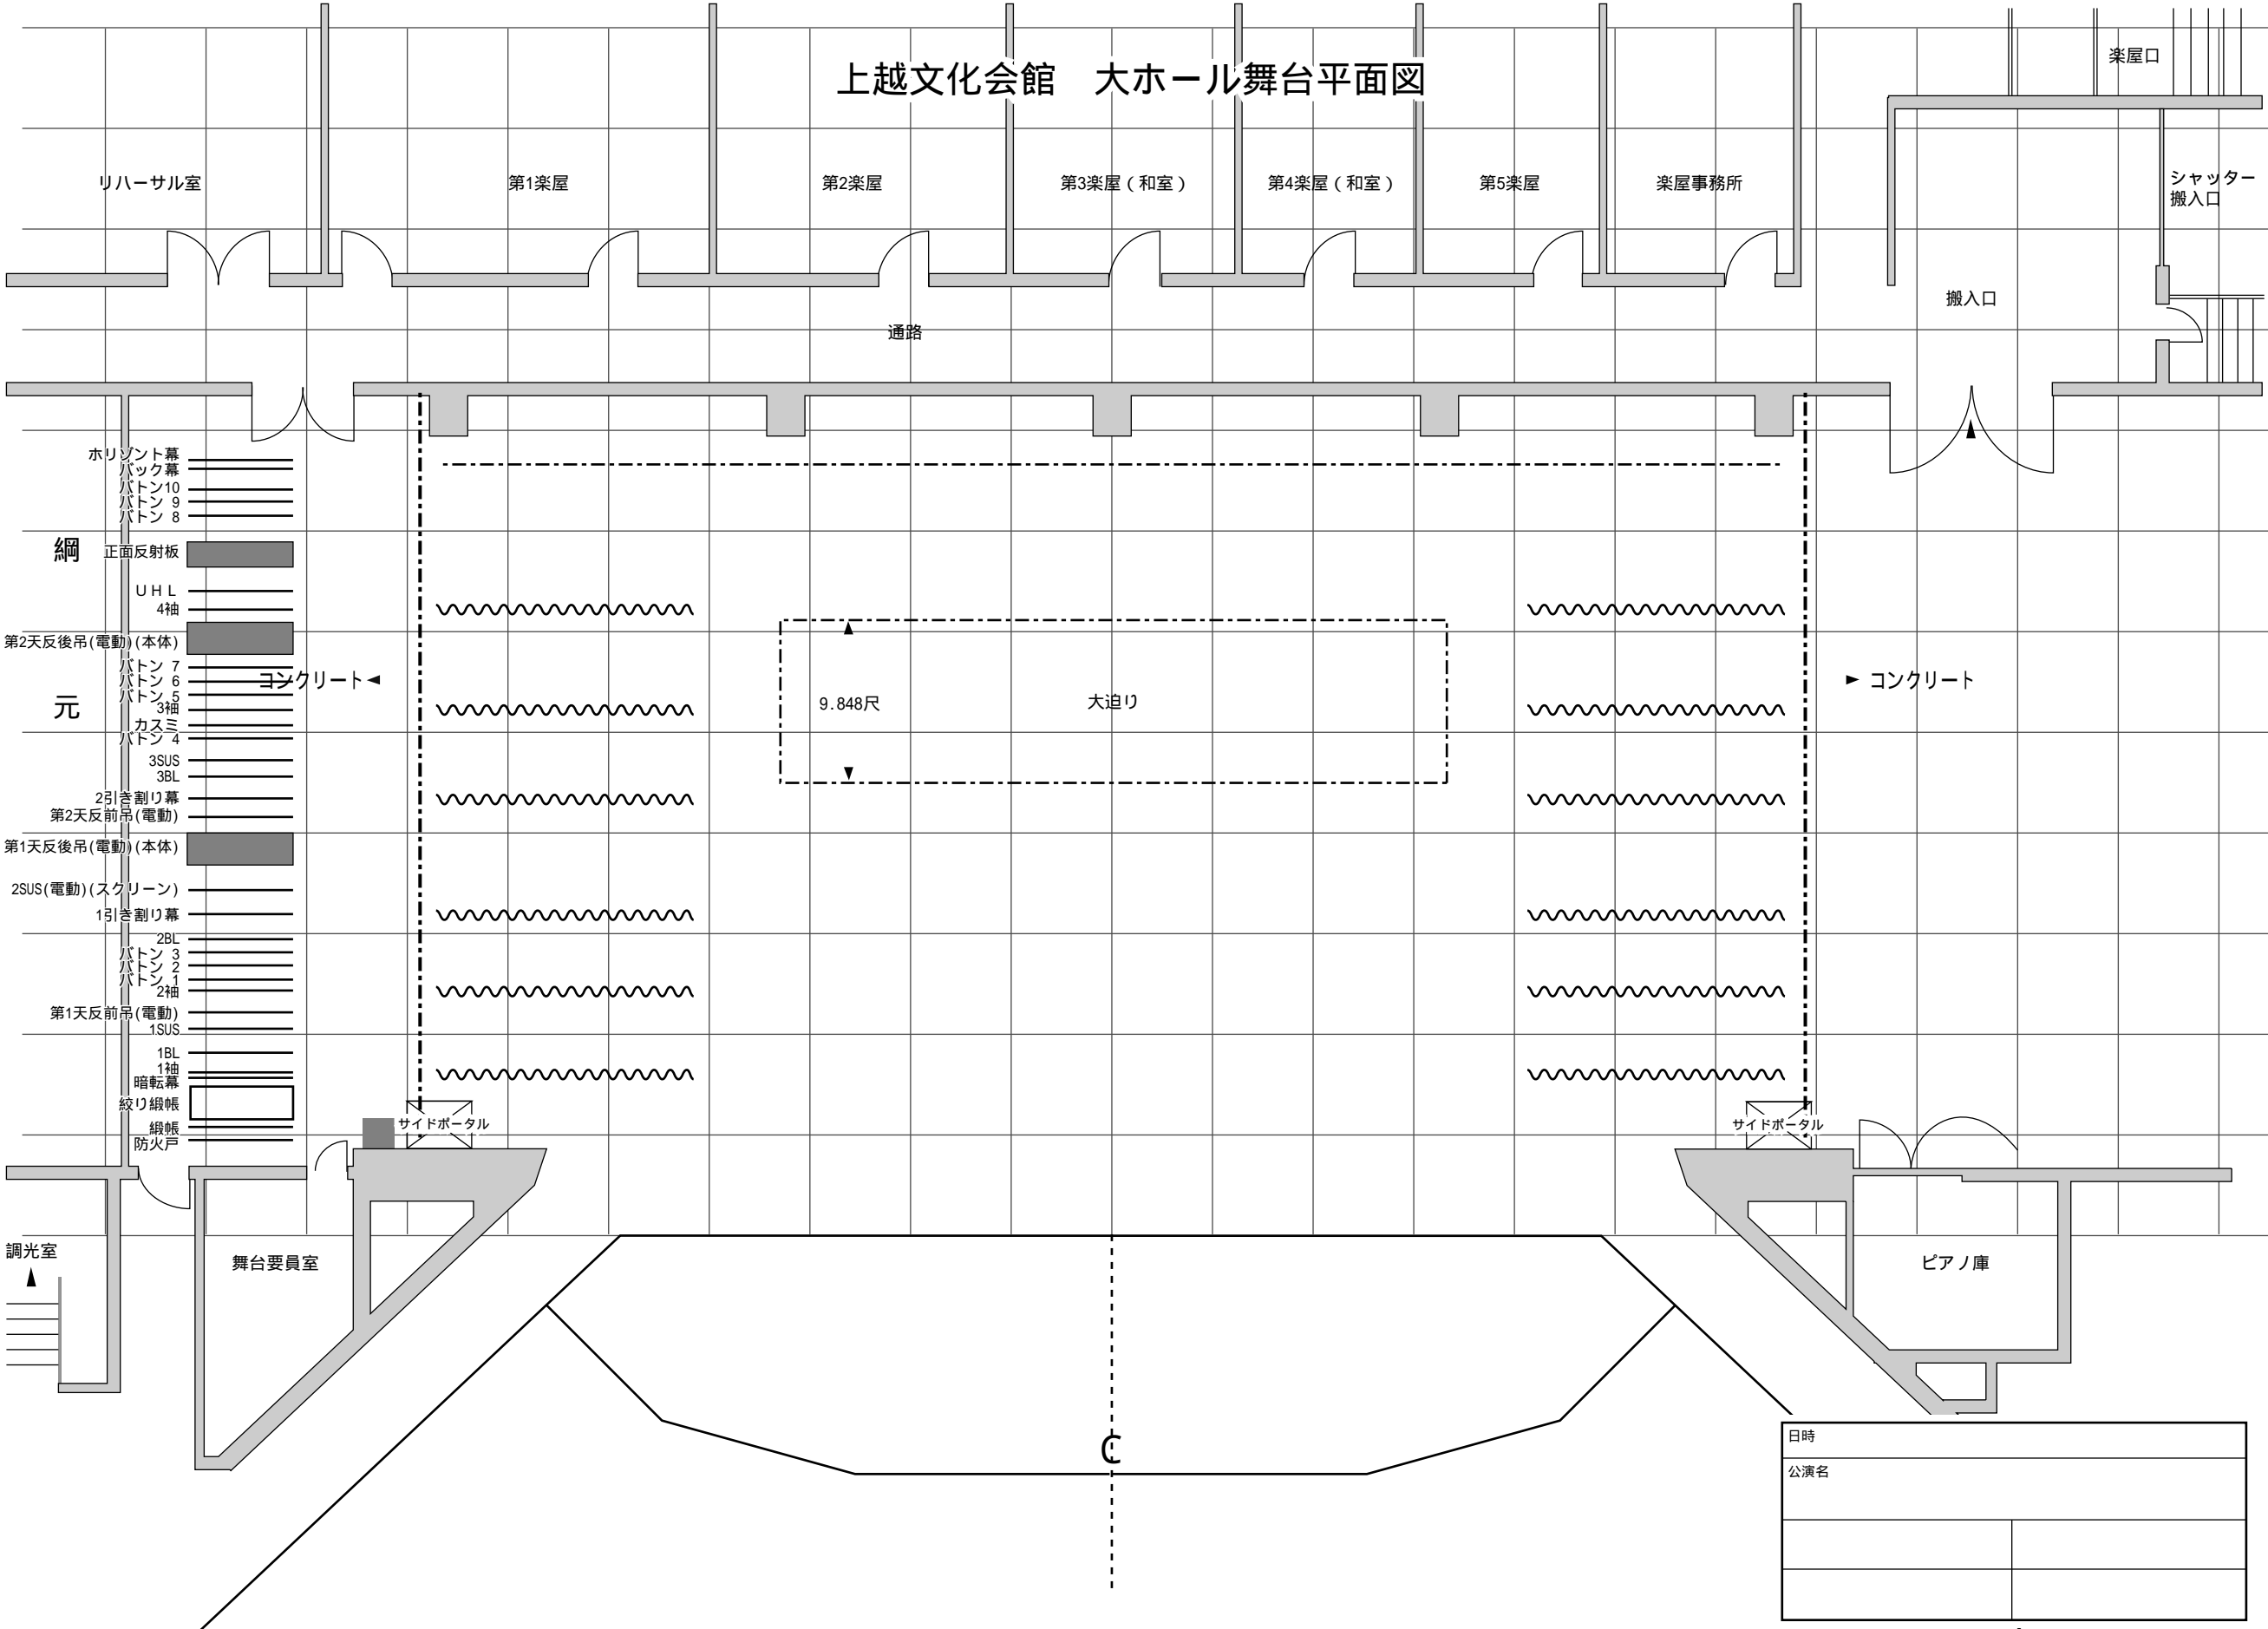 上越文化会館　大ホール舞台平面図
楽屋口
リハーサル室
第1楽屋
第2楽屋
第3楽屋（和室）
第4楽屋（和室）
第5楽屋
楽屋事務所
シャッター
搬入口
搬入口
通路
ホリゾント幕
バック幕
バトン10
バトン 9
バトン 8
綱
正面反射板
ＵＨＬ
4袖
第2天反後吊(電動)(本体)
バトン 7
バトン 6
コンクリート◄
► コンクリート
バトン 5
元
3袖
9.848尺
大迫り
カスミ
バトン 4
3SUS
3BL
2引き割り幕
第2天反前吊(電動)
第1天反後吊(電動)(本体)
2SUS(電動)(スクリーン)
1引き割り幕
2BL
バトン 3
バトン 2
バトン 1
2袖
第1天反前吊(電動)
1SUS
1BL
1袖
暗転幕
絞り緞帳
緞帳
防火戸
サイドポータル
サイドポータル
調光室
舞台要員室
ピアノ庫
C
日時
公演名